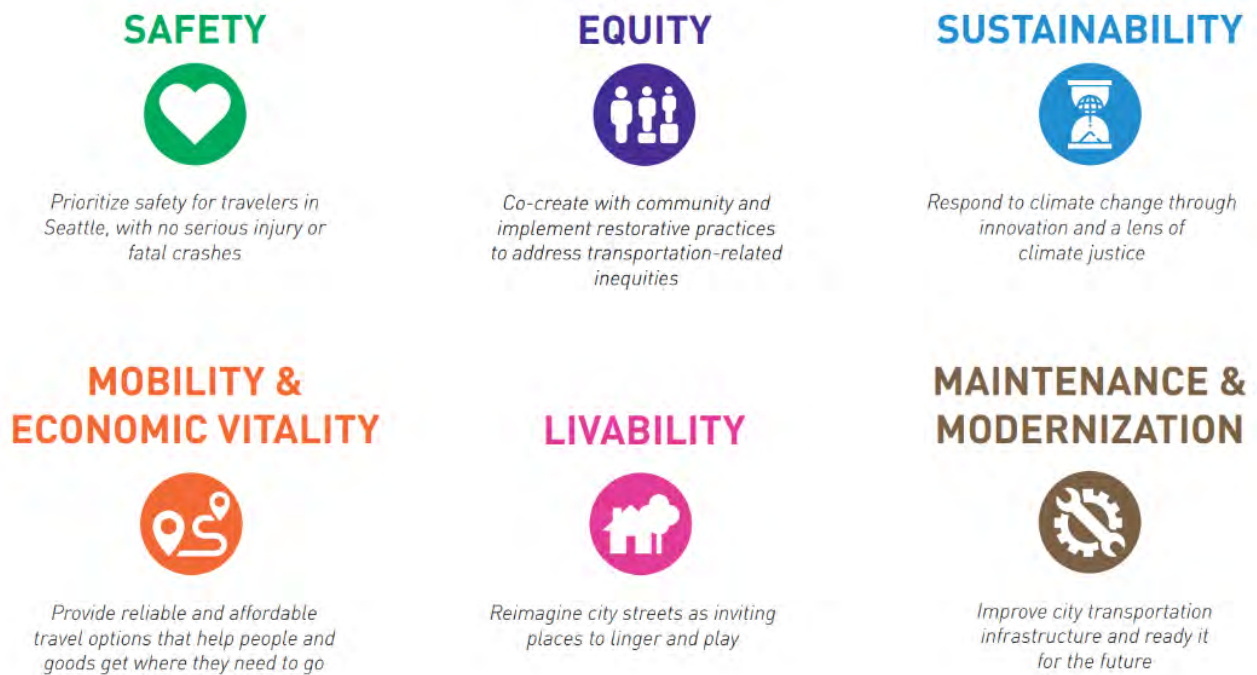 SAFETY
Prioritize safety for travelers in
Seattle, with no serious injury or
fatal crashes
EQUITY
Co-create with community and
implement restorative practices
to address transportation-related
inequities
SUSTAINABILITY
Respond to climate change through
innovation and a lens of
climate justice
MOBILITY &
ECONOMIC VITALITY
Provide reliable and affordable
travel options that help people and
goods get where they need to go
LIVABILITY
Reimagine city streets as inviting
places to linger and play
MAINTENANCE &
MODERNIZATION
Improve city transportation
infrastructure and ready it
for the future